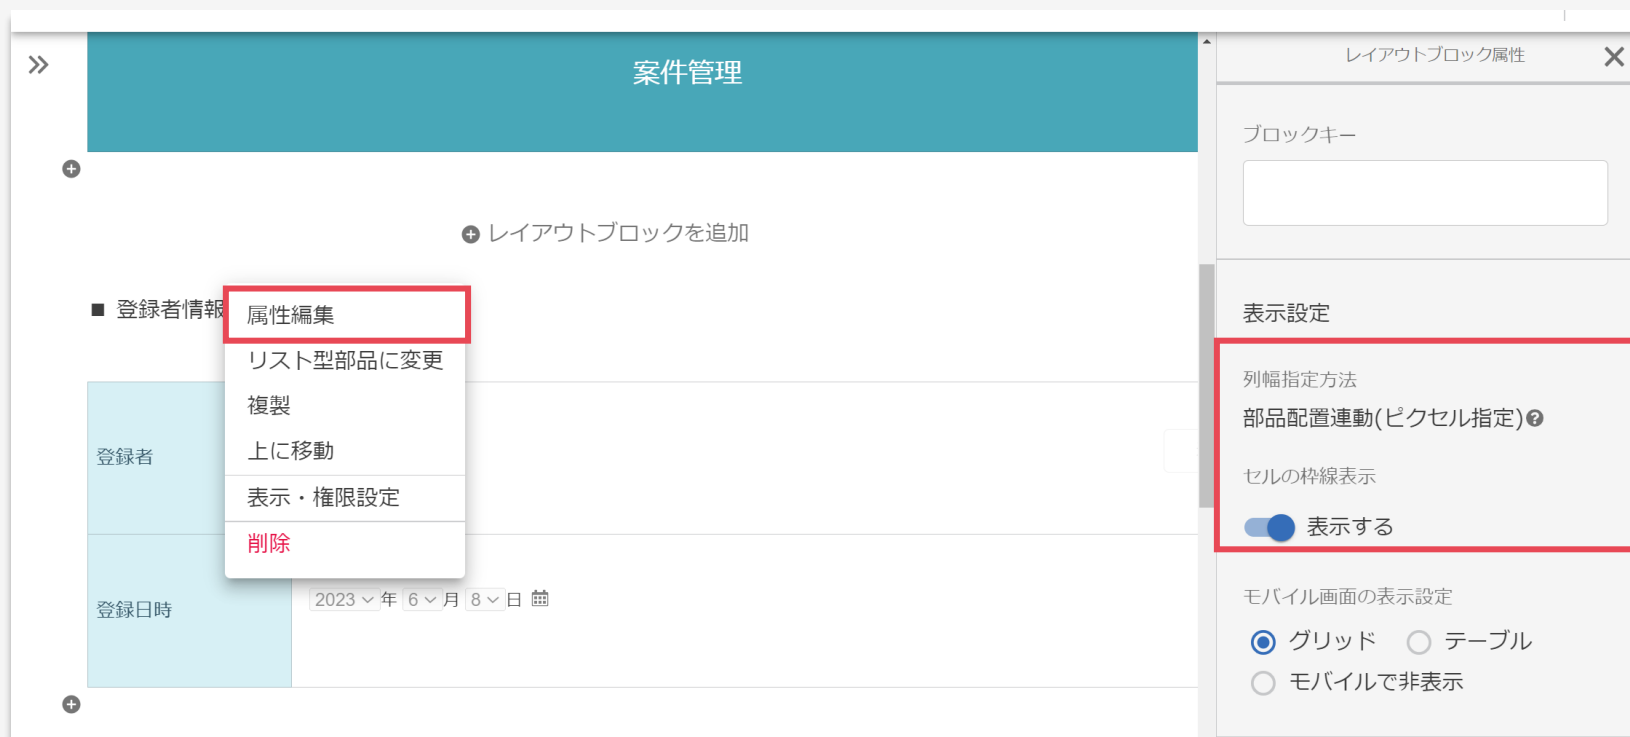 案件管理
レイアウトブロックを追加
■ 登録者情報
属性編集
リスト型部品に変更
複製
上に移動
表示・権限設定
削除
登録者
登録日時
2023 年 6 月 8 日
レイアウトブロック属性
ブロックキー
表示設定
列幅指定方法
部品配置連動(ピクセル指定)
セルの枠線表示
表示する
モバイル画面の表示設定
グリッド テーブル
モバイルで非表示